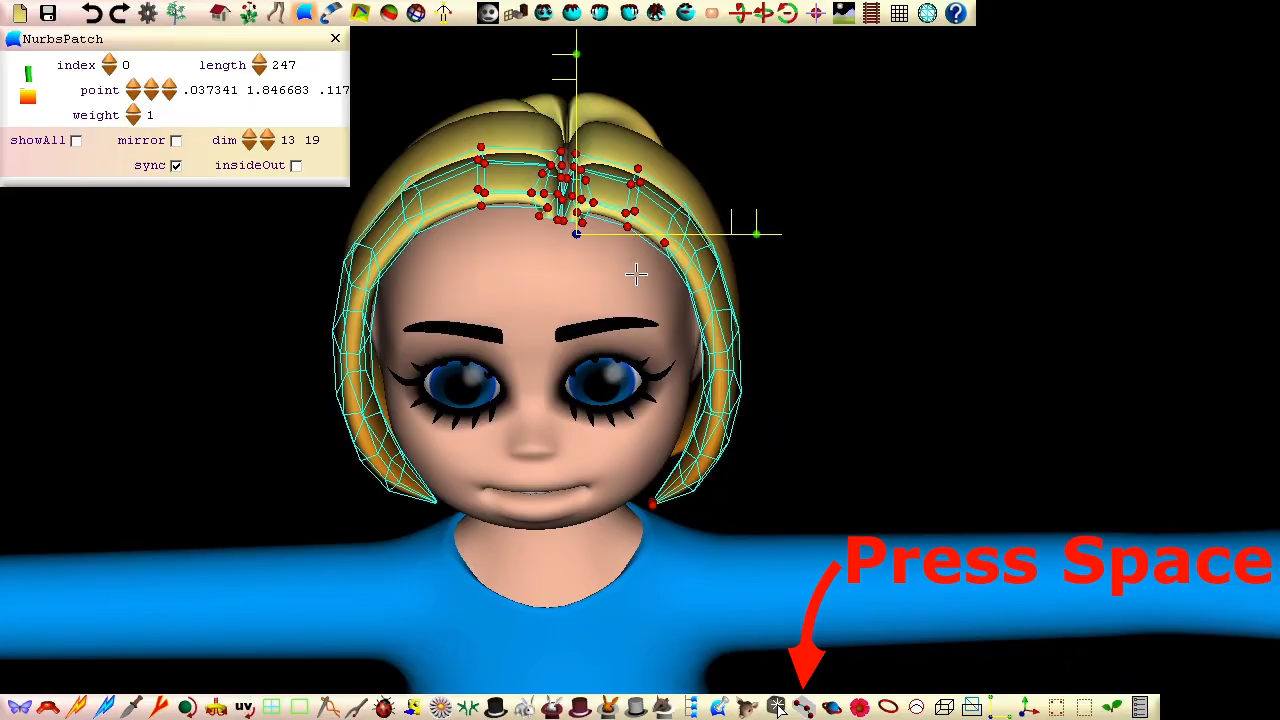 NurbsPatch
index 0 length 247
point .037341 1.846683 .117
weight 1
showAll mirror dim 13 19
sync insideOut
Press Space
uv